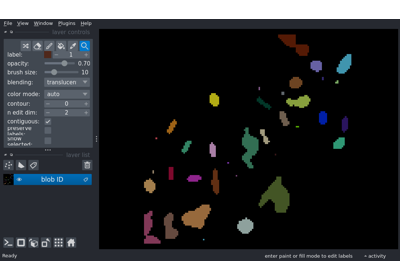 File View Window Plugins Help
layer controls
label: 1
opacity: 0.70
brush size: 10
blending: translucen
color mode: auto
contour: 0
n edit dim: 2
contiguous:
preserve labels:
show selected:
layer list
blob ID
enter paint or fill mode to edit labels activity